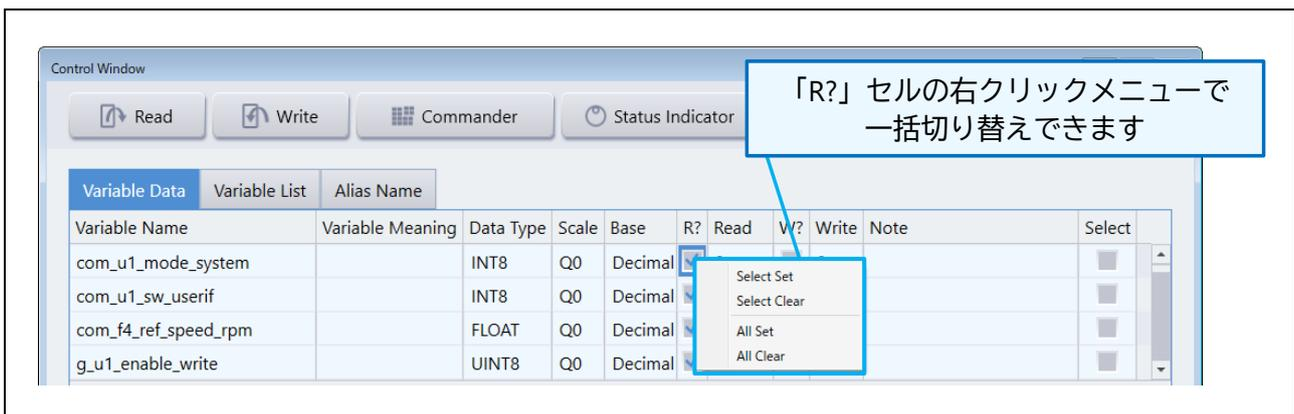 Control Window
「R?」セルの右クリックメニューで
一括切り替えできます
Read Write Commander Status Indicator
Variable Data Variable List Alias Name
Variable Name Variable Meaning Data Type Scale Base R? Read W? Write Note Select
com_u1_mode_system INT8 Q0 Decimal
com_u1_sw_userif INT8 Q0 Decimal
com_f4_ref_speed_rpm FLOAT Q0 Decimal
g_u1_enable_write UINT8 Q0 Decimal
Select Set
Select Clear
All Set
All Clear